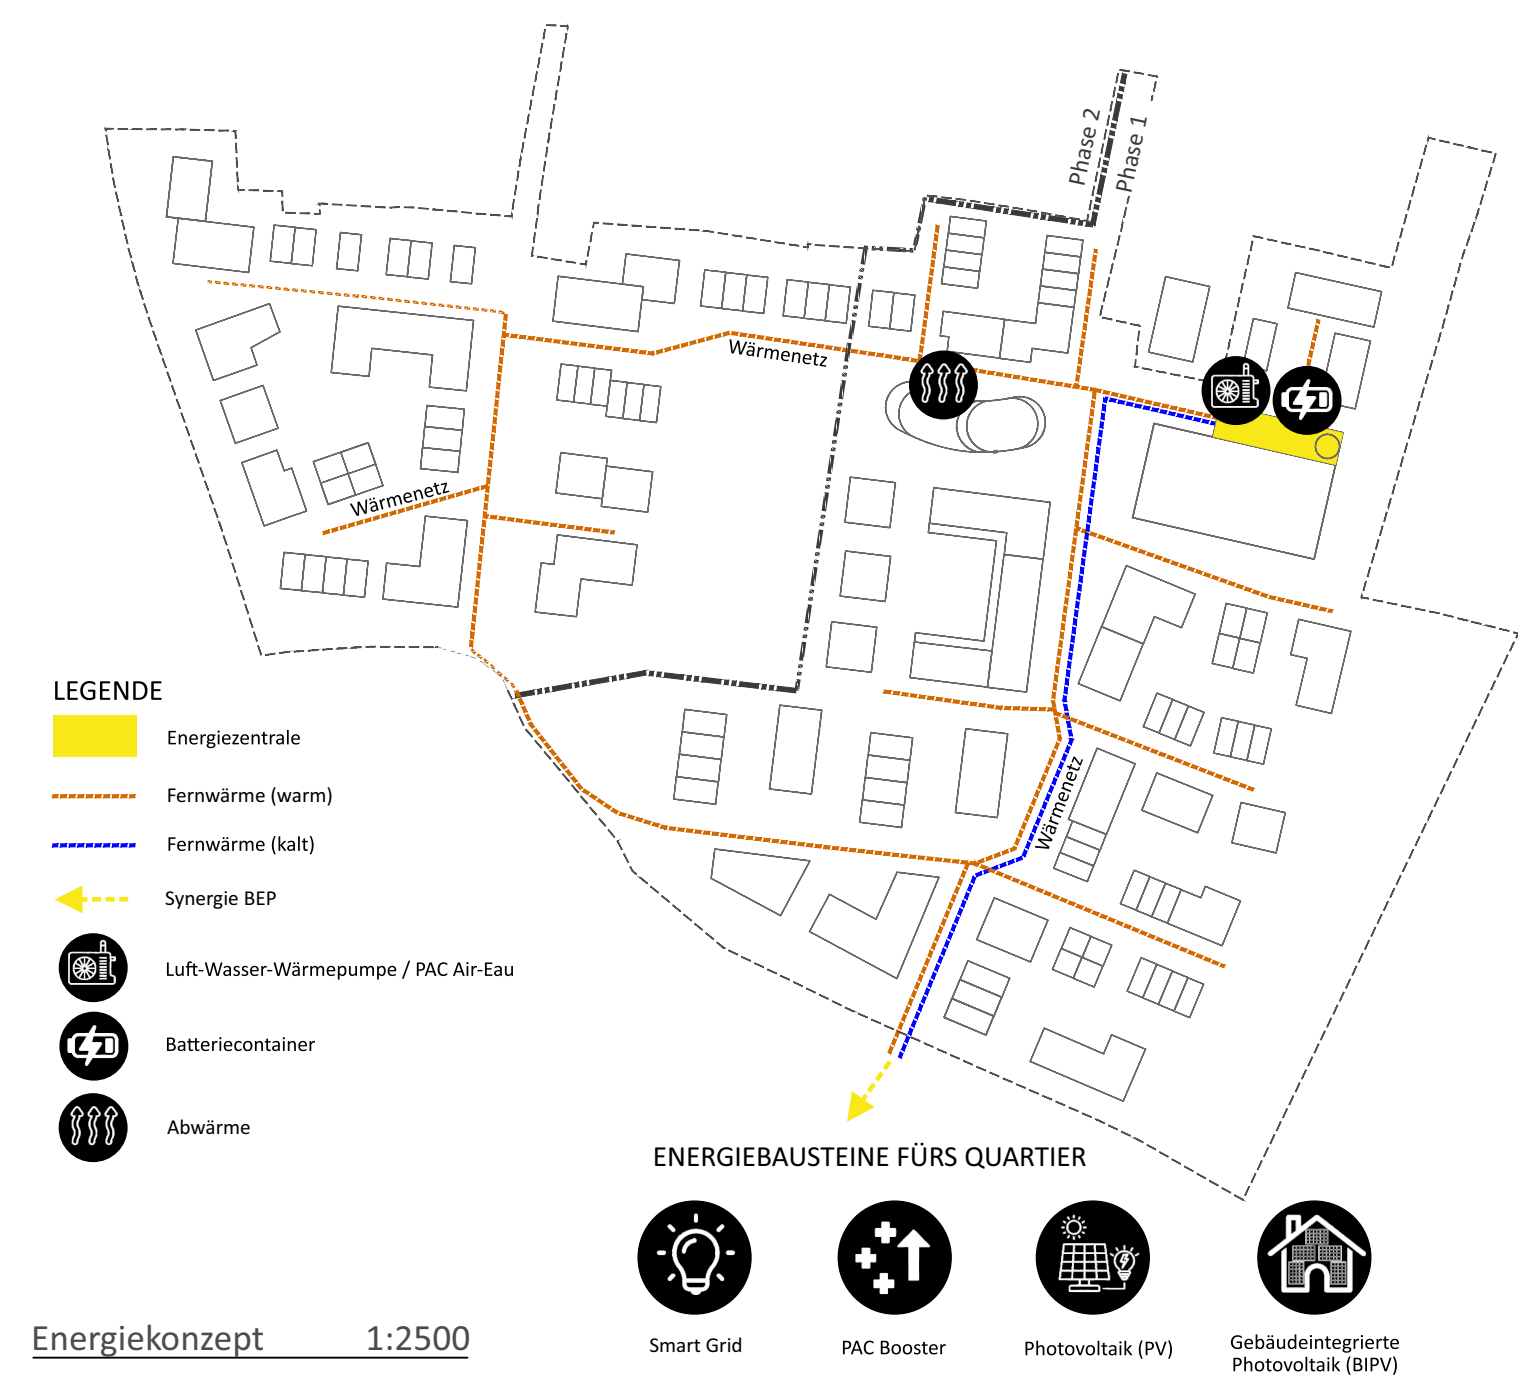 Phase 2
Phase 1
Wärmenetz
Wärmenetz
Wärmenetz
LEGENDE
Energiezentrale
Fernwärme (warm)
Fernwärme (kalt)
Synergie BEP
Luft-Wasser-Wärmepumpe / PAC Air-Eau
Batteriecontainer
Abwärme
ENERGIEBAUSTEINE FÜRS QUARTIER
Smart Grid
PAC Booster
Photovoltaik (PV)
Gebäudeintegrierte
Photovoltaik (BIPV)
Energiekonzept 1:2500